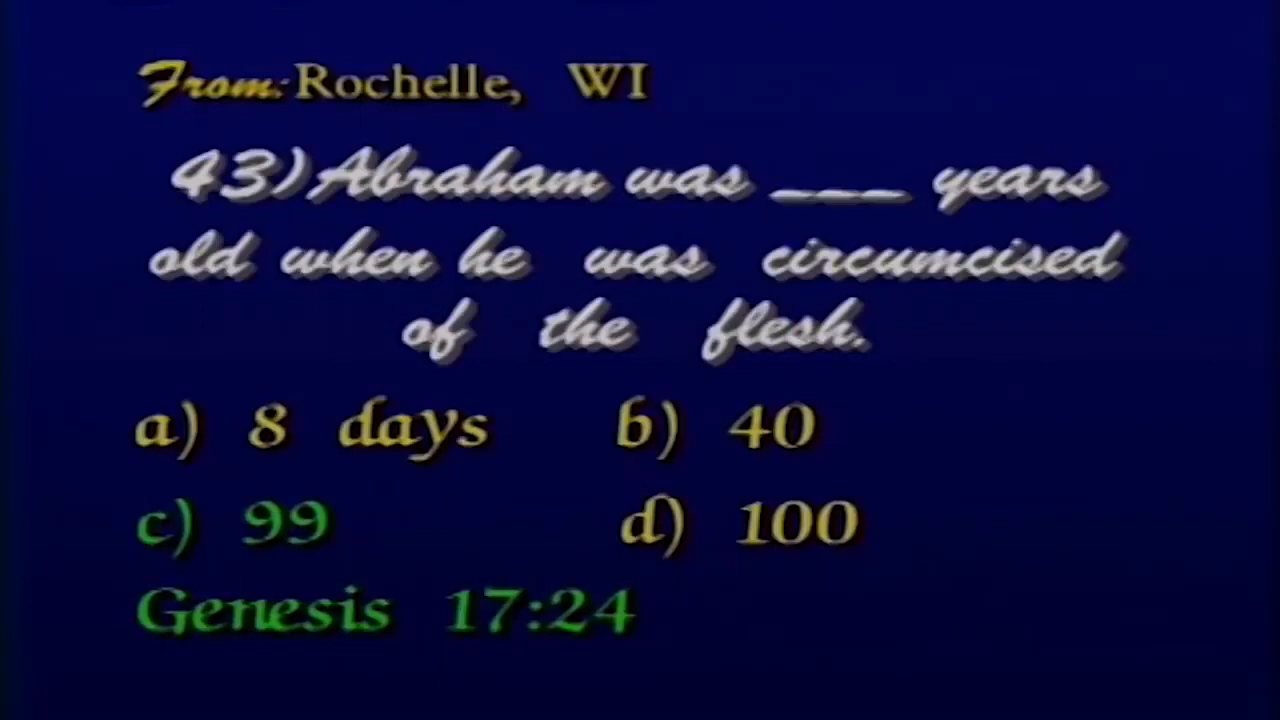 From: Rochelle, WI
43) Abraham was ___ years
old when he was circumcised
of the flesh.
a) 8 days b) 40
c) 99 d) 100
Genesis 17:24